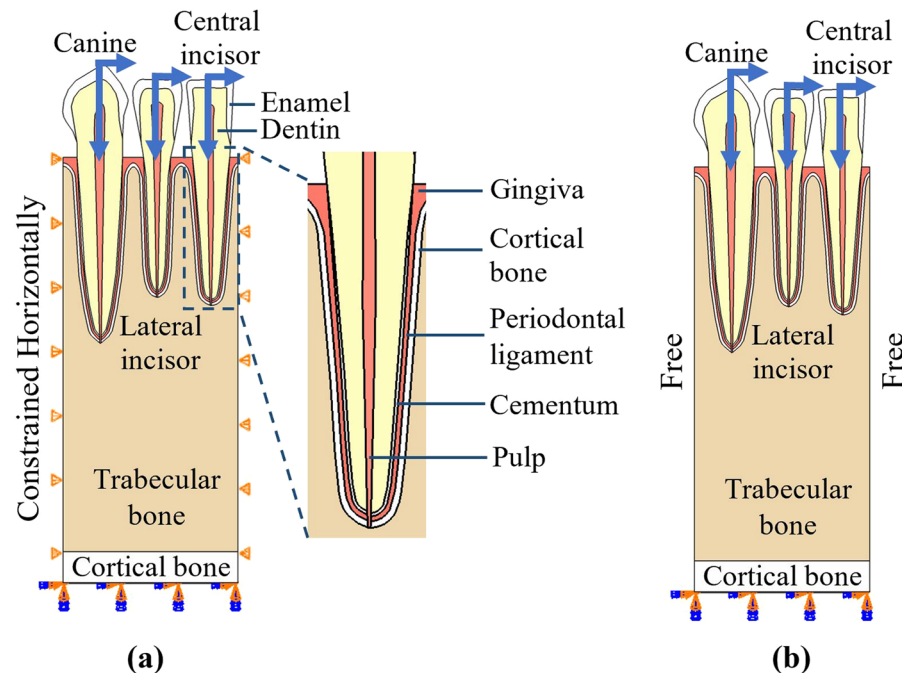 Canine
Central
incisor
Enamel
Dentin
Constrained Horizontally
Lateral
incisor
Trabecular
bone
Cortical bone
(a)
Gingiva
Cortical
bone
Periodontal
ligament
Cementum
Pulp
Canine
Central
incisor
Free
Lateral
incisor
Free
Trabecular
bone
Cortical bone
(b)